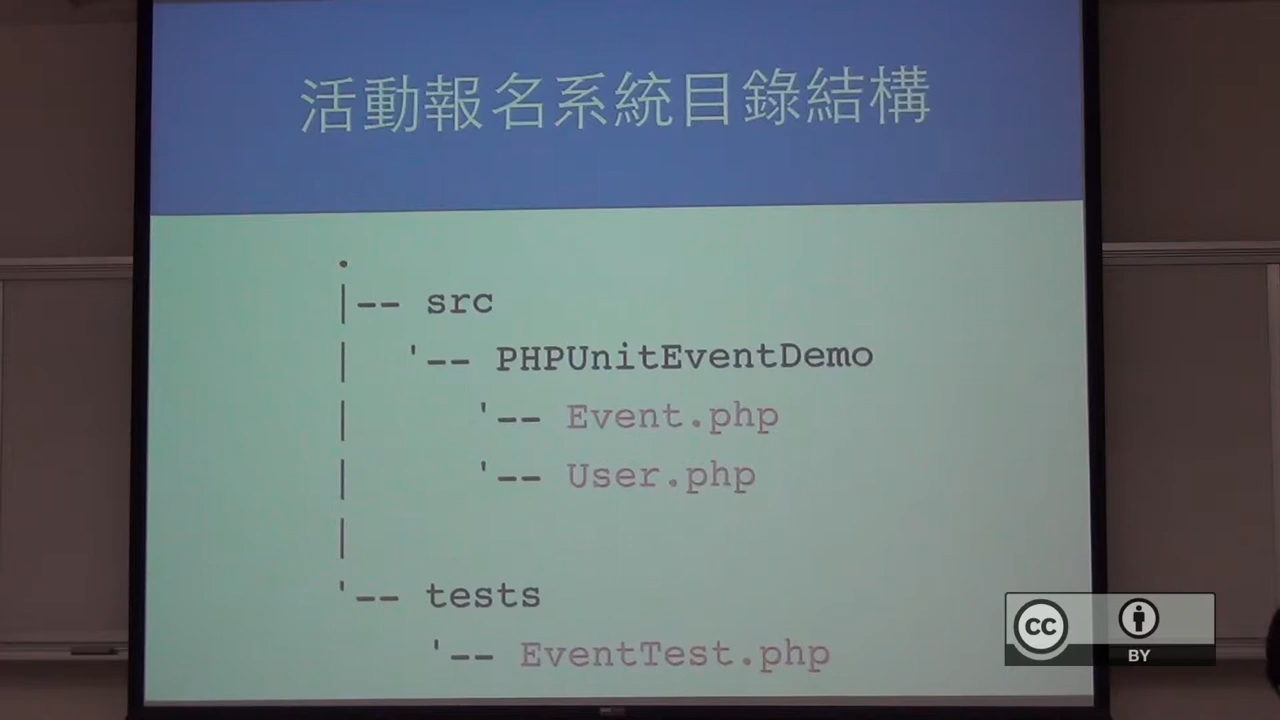 活動報名系統目錄結構
.
|-- src
|   '-- PHPUnitEventDemo
|       '-- Event.php
|       '-- User.php
|
'-- tests
    '-- EventTest.php
cc
BY